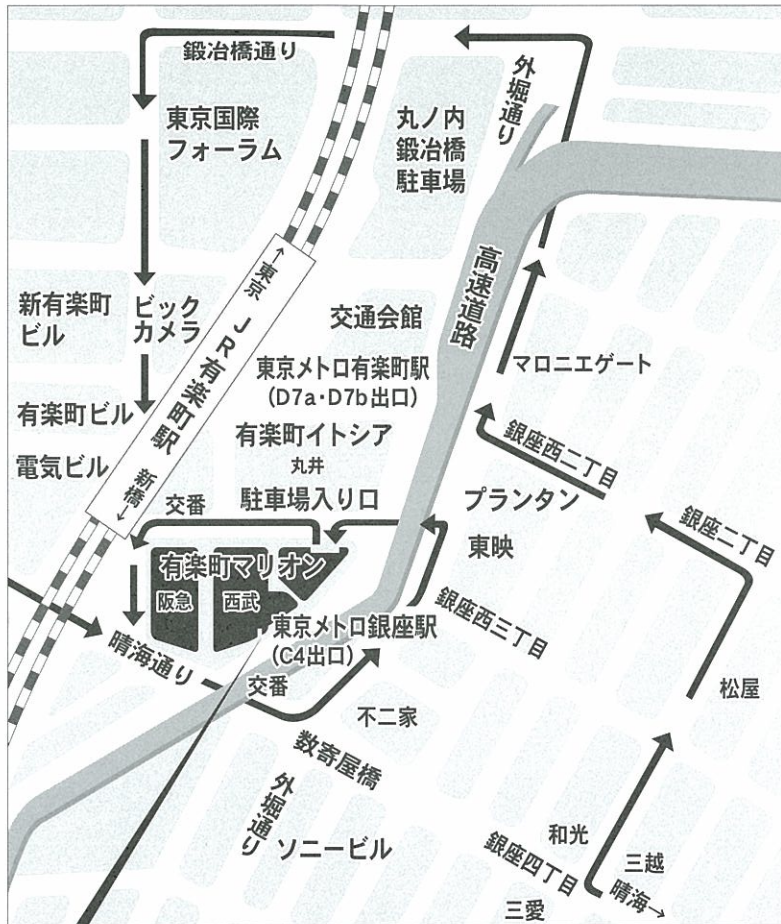 鍛冶橋通り
外堀通り
東京国際
フォーラム
丸ノ内
鍛冶橋
駐車場
高速道路
←東京 JR有楽町駅 新橋→
新有楽町
ビル
ビック
カメラ
交通会館
マロニエゲート
東京メトロ有楽町駅
(D7a・D7b出口)
有楽町ビル
有楽町イトシア
丸井
銀座西二丁目
電気ビル
交番
駐車場入り口
プランタン
銀座二丁目
東映
有楽町マリオン
阪急
西武
東京メトロ銀座駅
(C4出口)
銀座西三丁目
晴海通り
交番
不二家
松屋
数寄屋橋
外堀通り
ソニービル
和光
銀座四丁目
三越
晴海→
三愛